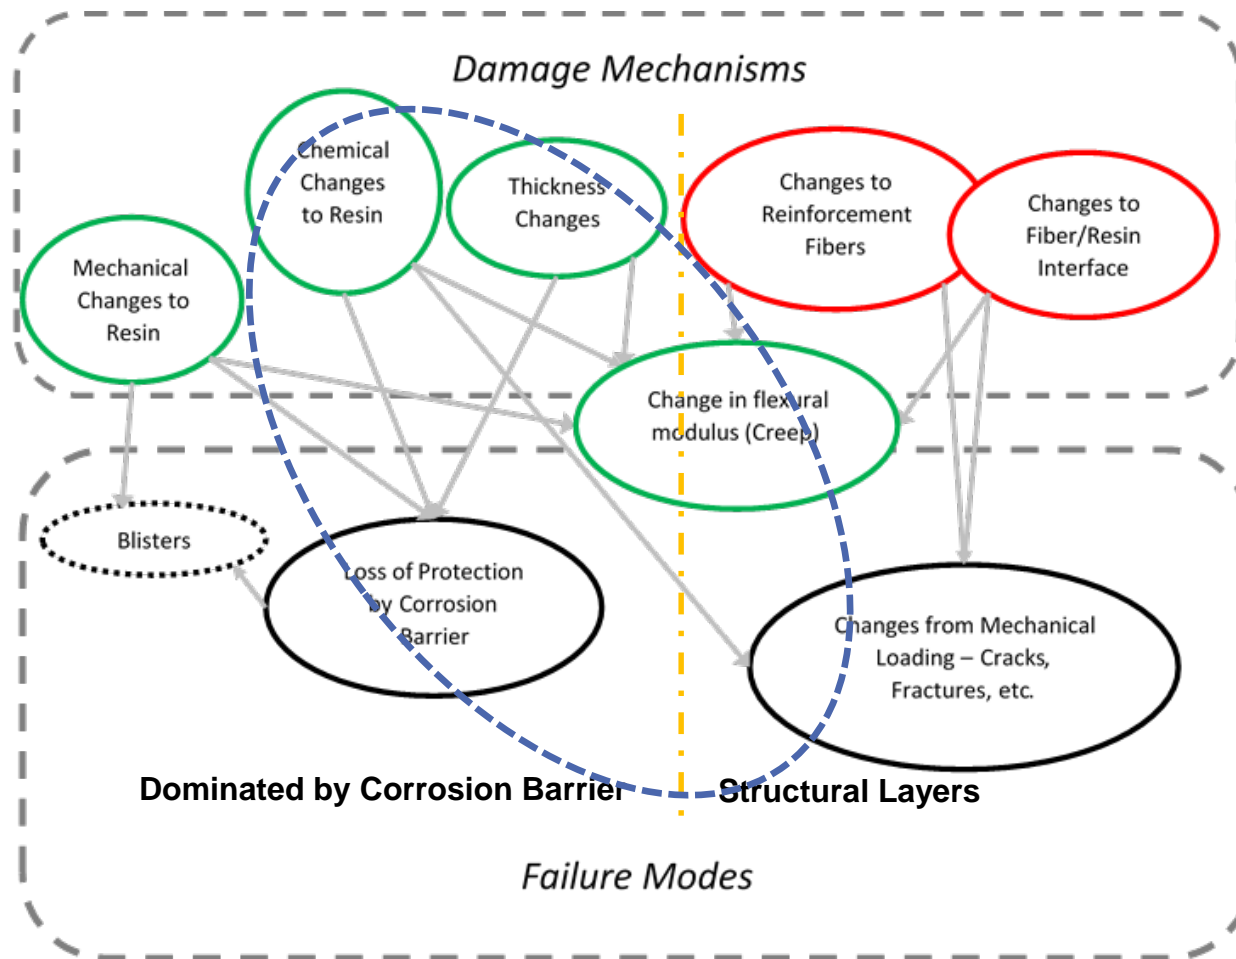 Damage Mechanisms
Chemical
Changes
to Resin
Thickness
Changes
Changes to
Reinforcement
Fibers
Changes to
Fiber/Resin
Interface
Mechanical
Changes to
Resin
Change in flexural
modulus (Creep)
Blisters
Loss of Protection
by Corrosion
Barrier
Changes from Mechanical
Loading – Cracks,
Fractures, etc.
Dominated by Corrosion Barrier
Structural Layers
Failure Modes